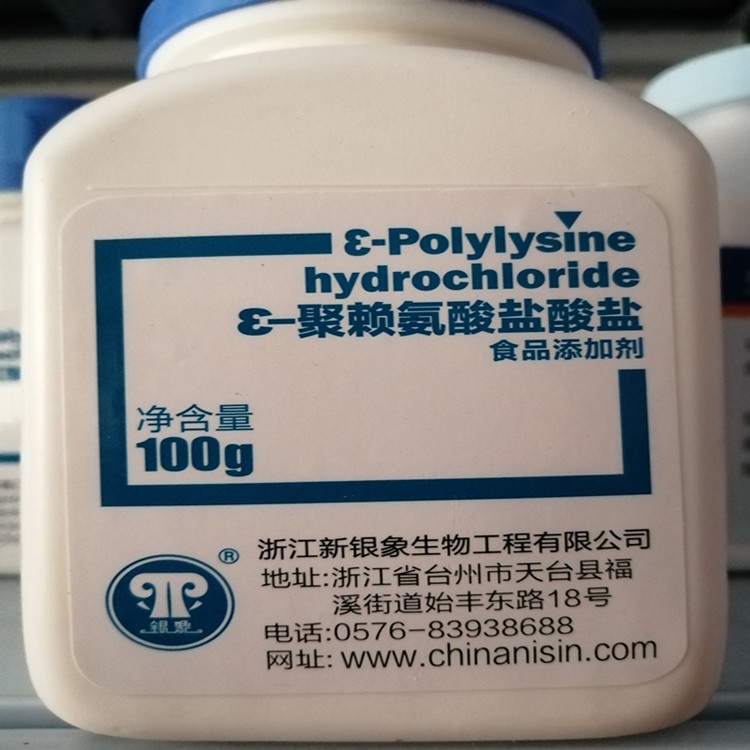 ε-Polylysine
hydrochloride
ε-聚赖氨酸盐酸盐
食品添加剂
净含量
100g
®
银象
浙江新银象生物工程有限公司
地址:浙江省台州市天台县福
溪街道始丰东路18号
电话:0576-83938688
网址: www.chinanisin.com